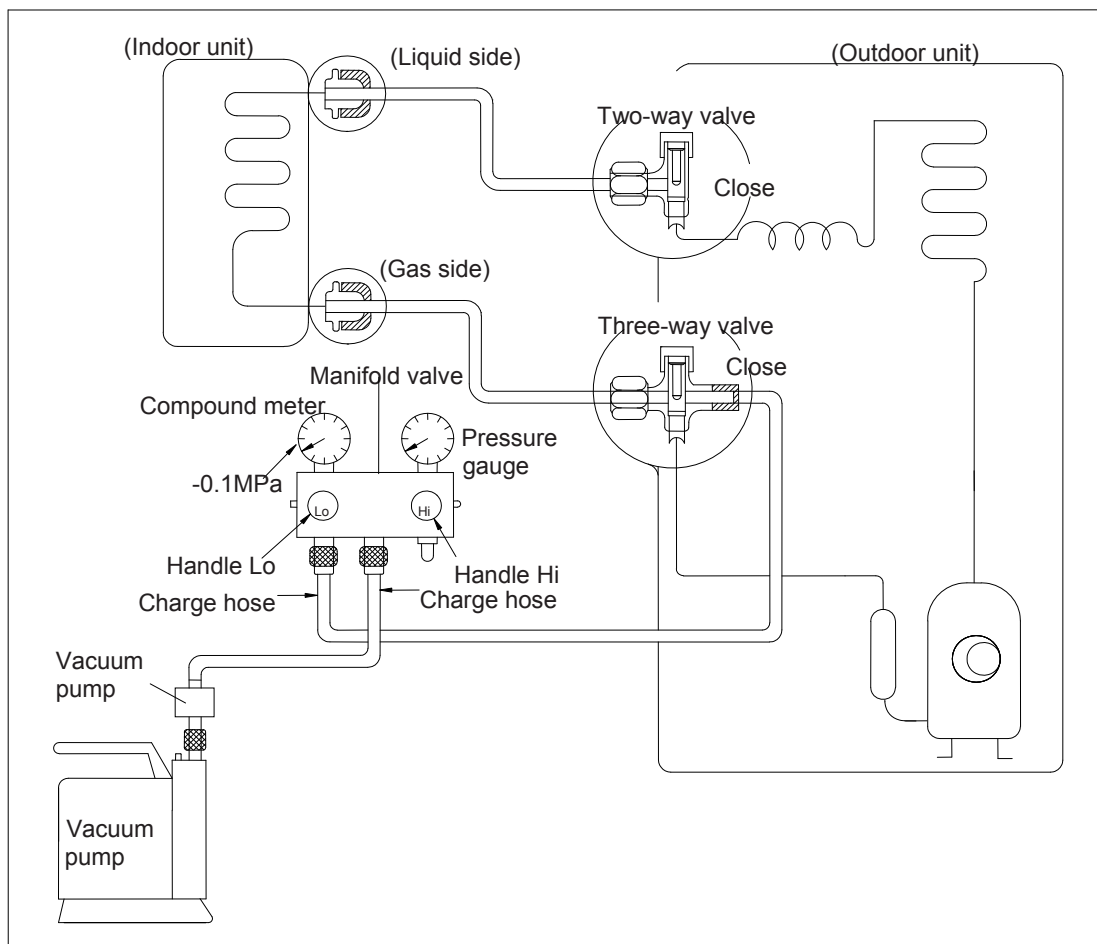 (Indoor unit)
(Liquid side)
(Outdoor unit)
Two-way valve
Close
(Gas side)
Three-way valve
Close
Manifold valve
Compound meter
Pressure
gauge
-0.1MPa
Lo
Hi
Handle Lo
Handle Hi
Charge hose
Charge hose
Vacuum
pump
Vacuum
pump